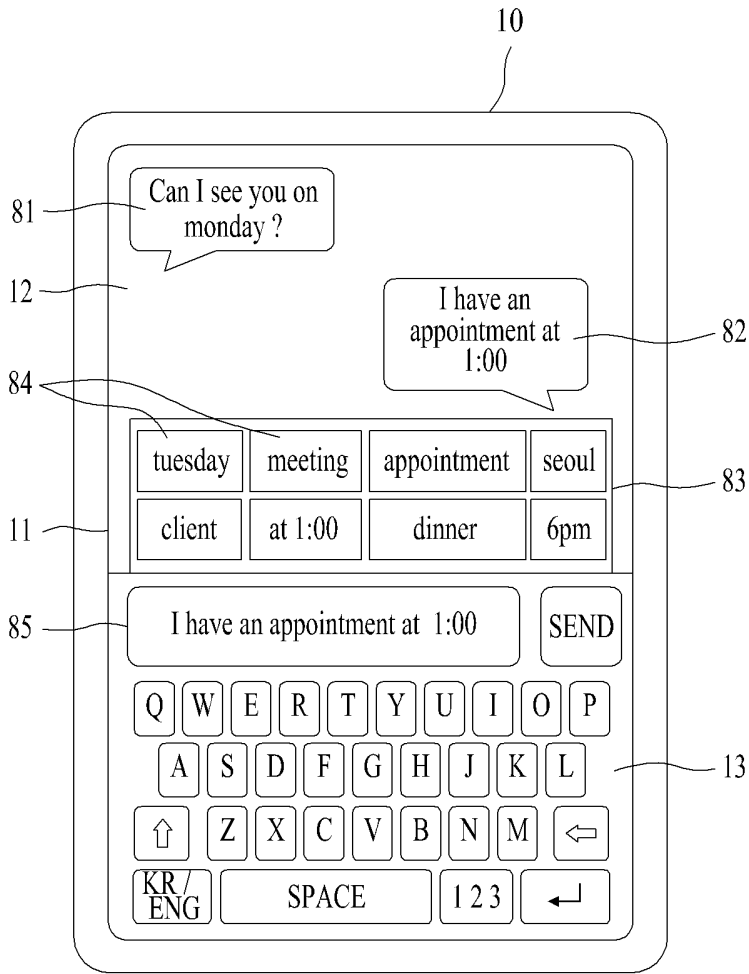 10
81
Can I see you on
monday ?
12
I have an
appointment at
1:00
82
84
tuesday meeting appointment seoul
83
11
client at 1:00 dinner 6pm
85
I have an appointment at 1:00 SEND
Q W E R T Y U I O P
A S D F G H J K L
13
Z X C V B N M
KR /
ENG
SPACE 1 2 3